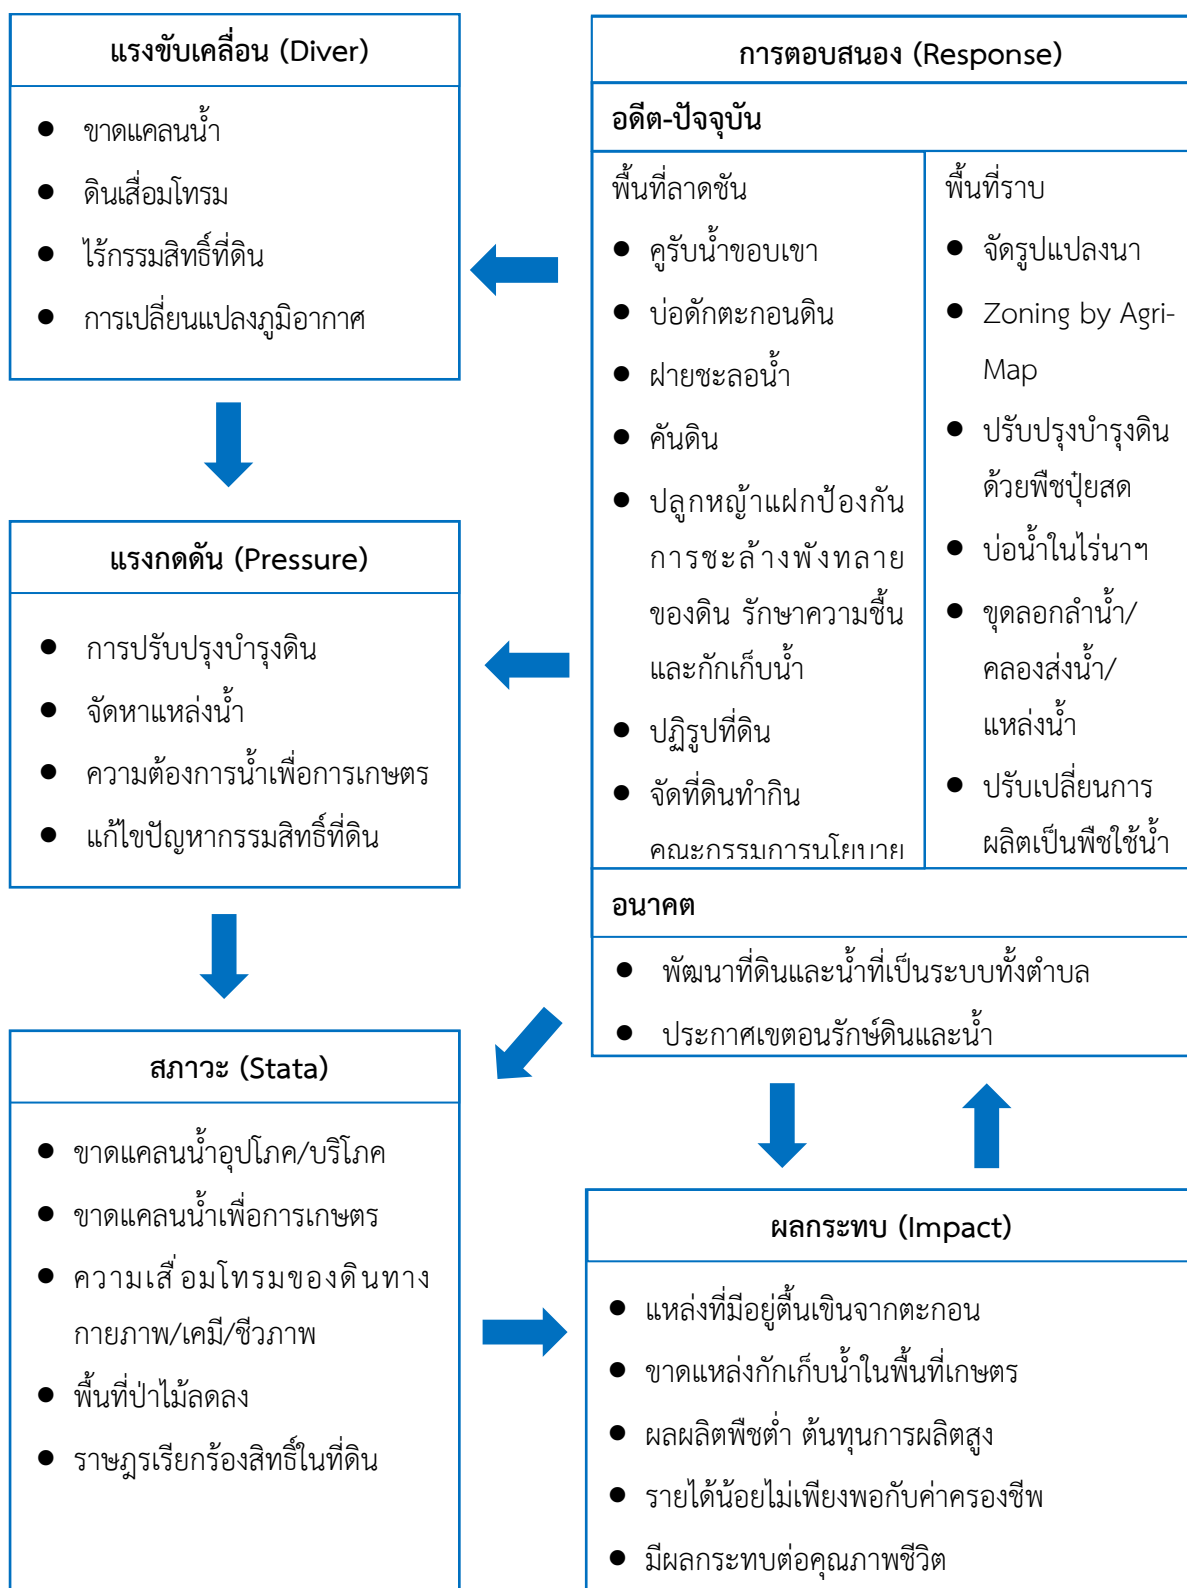 แรงขับเคลื่อน (Diver)
ขาดแคลนน้ำ
ดินเสื่อมโทรม
ไร้กรรมสิทธิ์ที่ดิน
การเปลี่ยนแปลงภูมิอากาศ
แรงกดดัน (Pressure)
การปรับปรุงบำรุงดิน
จัดหาแหล่งน้ำ
ความต้องการน้ำเพื่อการเกษตร
แก้ไขปัญหากรรมสิทธิ์ที่ดิน
สภาวะ (Stata)
ขาดแคลนน้ำอุปโภค/บริโภค
ขาดแคลนน้ำเพื่อการเกษตร
ความเสื่อมโทรมของดินทาง
กายภาพ/เคมี/ชีวภาพ
พื้นที่ป่าไม้ลดลง
ราษฎรเรียกร้องสิทธิ์ในที่ดิน
การตอบสนอง (Response)
อดีต-ปัจจุบัน
พื้นที่ลาดชัน
คูรับน้ำขอบเขา
บ่อดักตะกอนดิน
ฝายชะลอน้ำ
คันดิน
ปลูกหญ้าแฝกป้องกัน
การชะล้างพังทลาย
ของดิน รักษาความชื้น
และกักเก็บน้ำ
ปฏิรูปที่ดิน
จัดที่ดินทำกิน
คณะกรรมการนโยบาย
พื้นที่ราบ
จัดรูปแปลงนา
Zoning by Agri-
Map
ปรับปรุงบำรุงดิน
ด้วยพืชปุ๋ยสด
บ่อน้ำในไร่นาฯ
ขุดลอกลำน้ำ/
คลองส่งน้ำ/
แหล่งน้ำ
ปรับเปลี่ยนการ
ผลิตเป็นพืชใช้น้ำ
อนาคต
พัฒนาที่ดินและน้ำที่เป็นระบบทั้งตำบล
ประกาศเขตอนรักษ์ดินและน้ำ
ผลกระทบ (Impact)
แหล่งที่มีอยู่ตื้นเขินจากตะกอน
ขาดแหล่งกักเก็บน้ำในพื้นที่เกษตร
ผลผลิตพืชต่ำ ต้นทุนการผลิตสูง
รายได้น้อยไม่เพียงพอกับค่าครองชีพ
มีผลกระทบต่อคุณภาพชีวิต